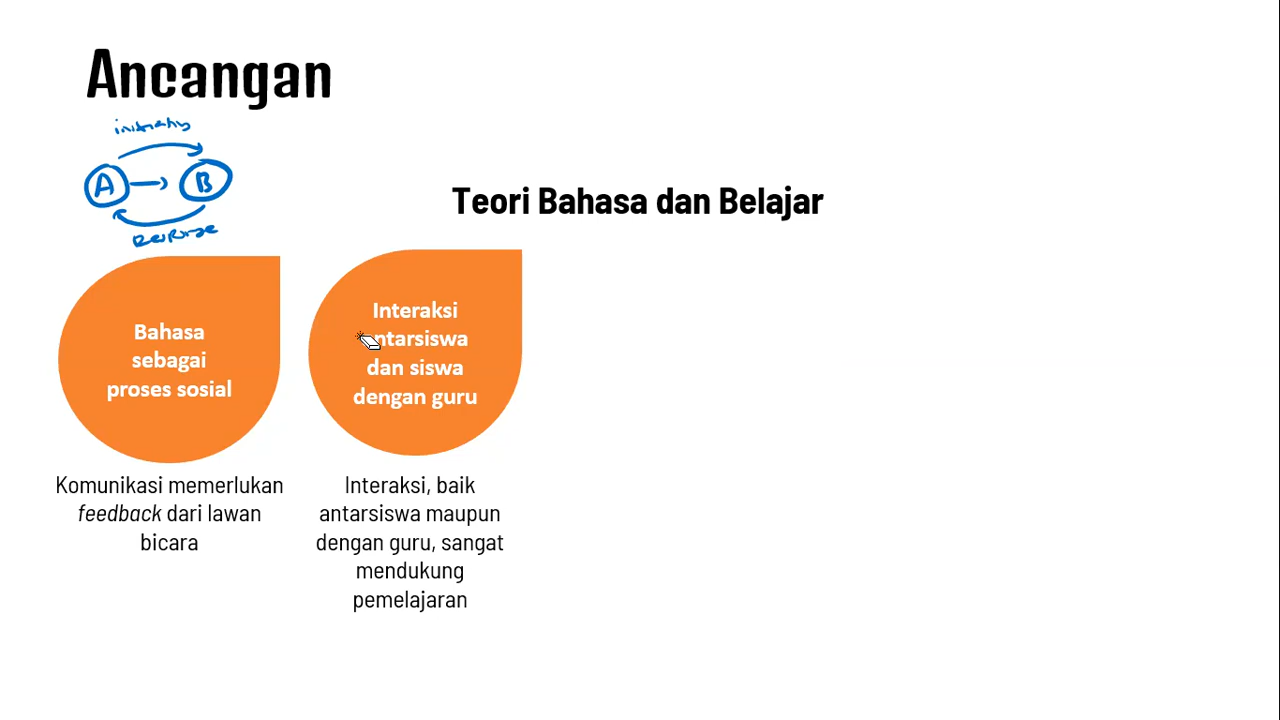 Ancangan
A
B
Teori Bahasa dan Belajar
Bahasa
sebagai
proses sosial
Interaksi
antarsiswa
dan siswa
dengan guru
Komunikasi memerlukan
feedback dari lawan
bicara
Interaksi, baik
antarsiswa maupun
dengan guru, sangat
mendukung
pemelajaran